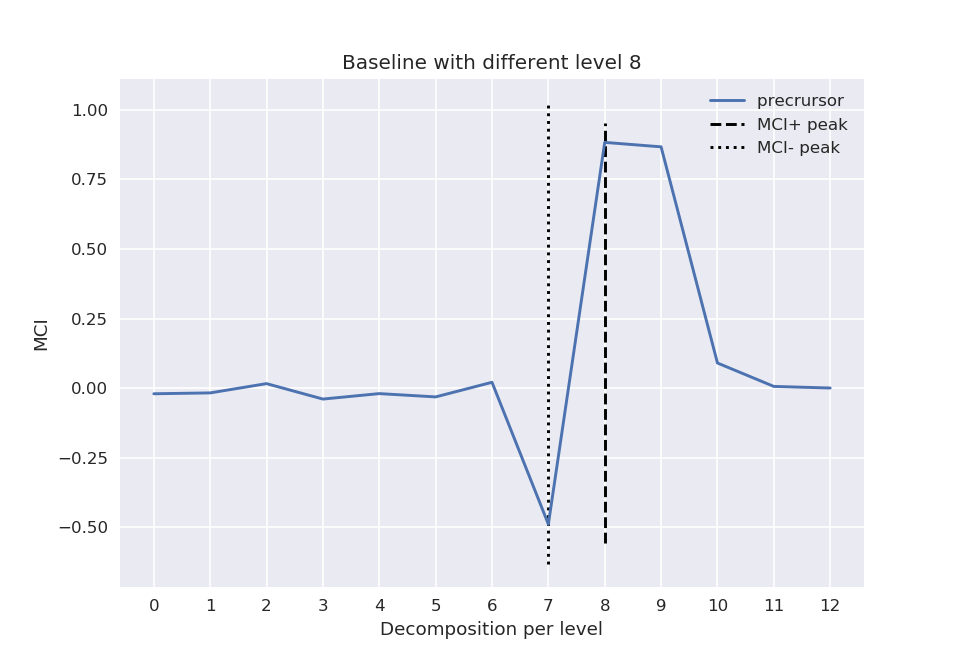 Baseline with different level 8
precrursor
MCI+ peak
MCI- peak
MCI
1.00
0.75
0.50
0.25
0.00
−0.25
−0.50
0 1 2 3 4 5 6 7 8 9 10 11 12
Decomposition per level